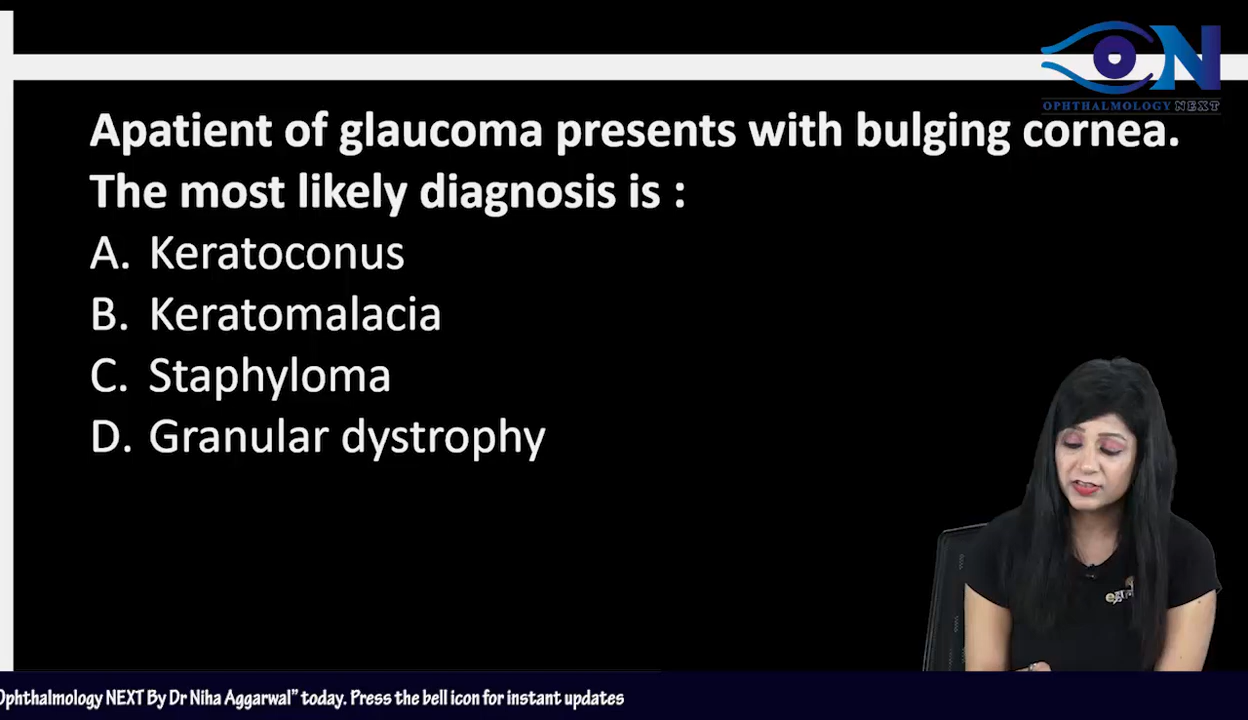 ON
OPHTHALMOLOGY NEXT
Apatient of glaucoma presents with bulging cornea.
The most likely diagnosis is :
A. Keratoconus
B. Keratomalacia
C. Staphyloma
D. Granular dystrophy
Ophthalmology NEXT By Dr Niha Aggarwal" today. Press the bell icon for instant updates